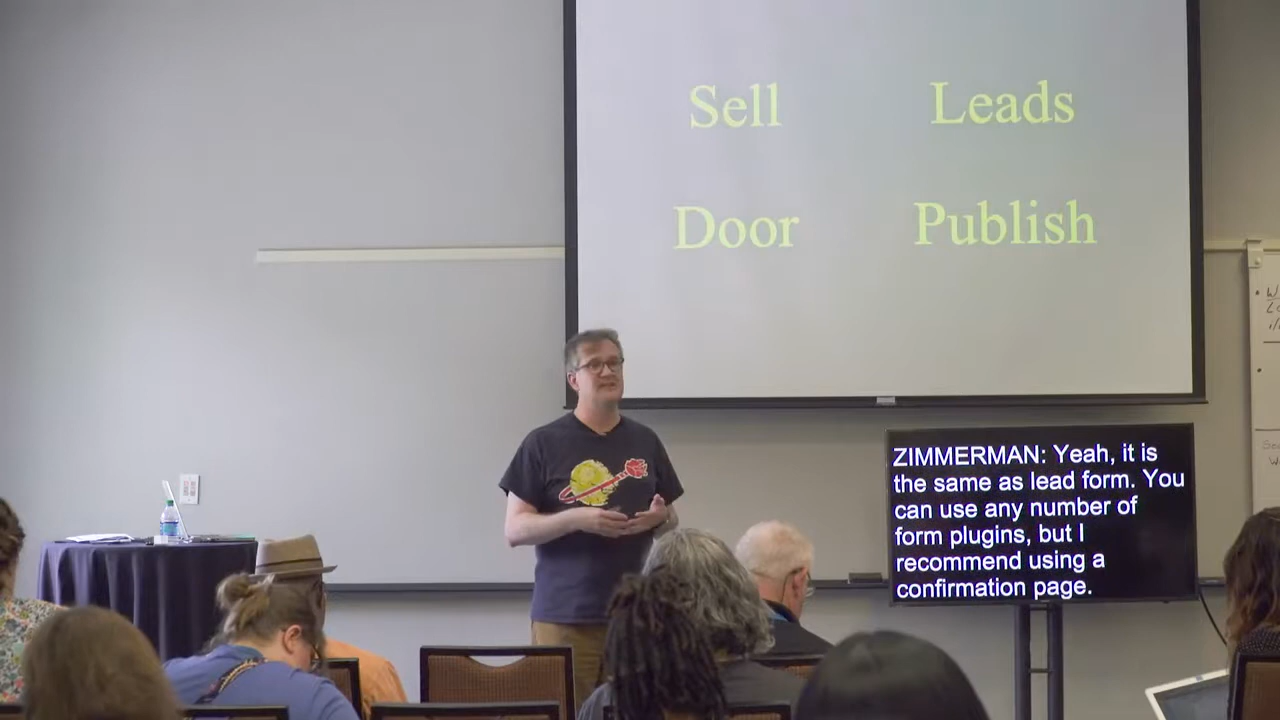 Sell Leads
Door Publish
ZIMMERMAN: Yeah, it is
the same as lead form. You
can use any number of
form plugins, but I
recommend using a
confirmation page.